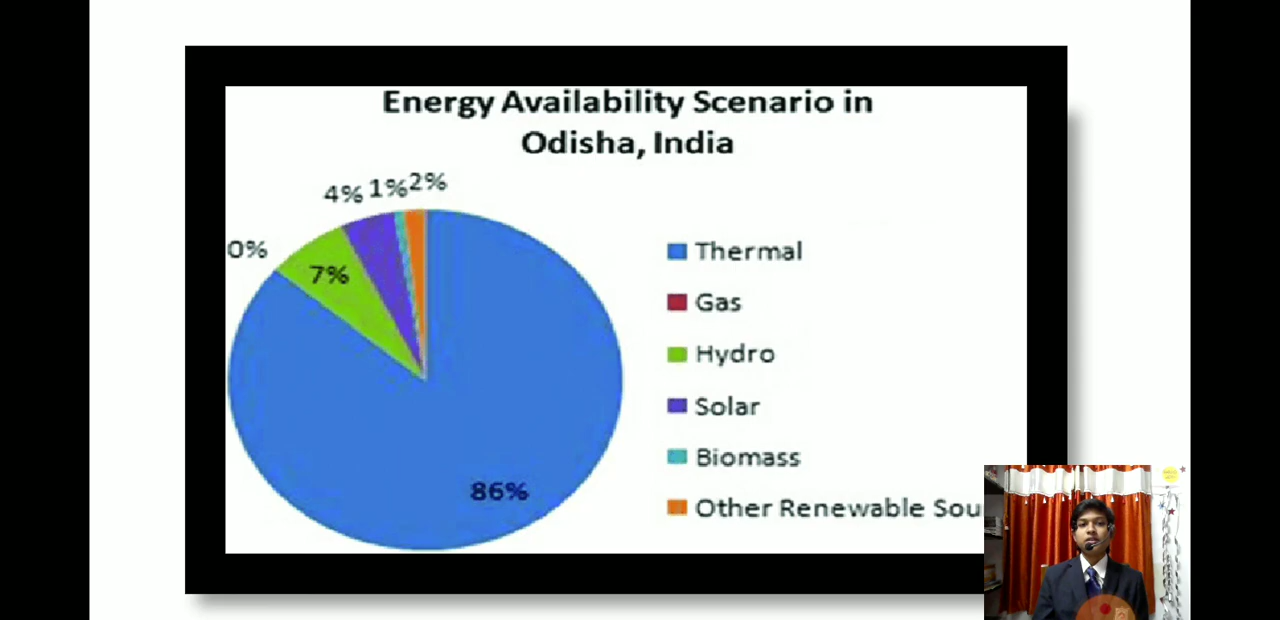 Energy Availability Scenario in
Odisha, India
4% 1% 2%
0%
7%
86%
Thermal
Gas
Hydro
Solar
Biomass
Other Renewable Sou